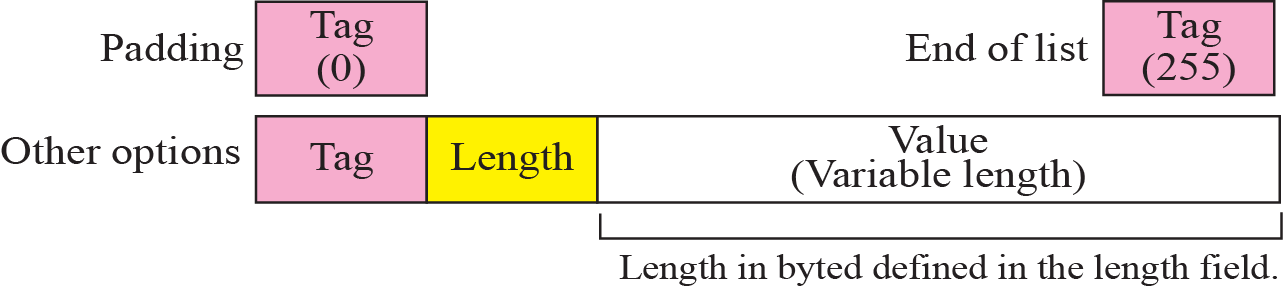 Padding
Tag
(0)
End of list
Tag
(255)
Other options
Tag
Length
Value
(Variable length)
Length in byted defined in the length field.